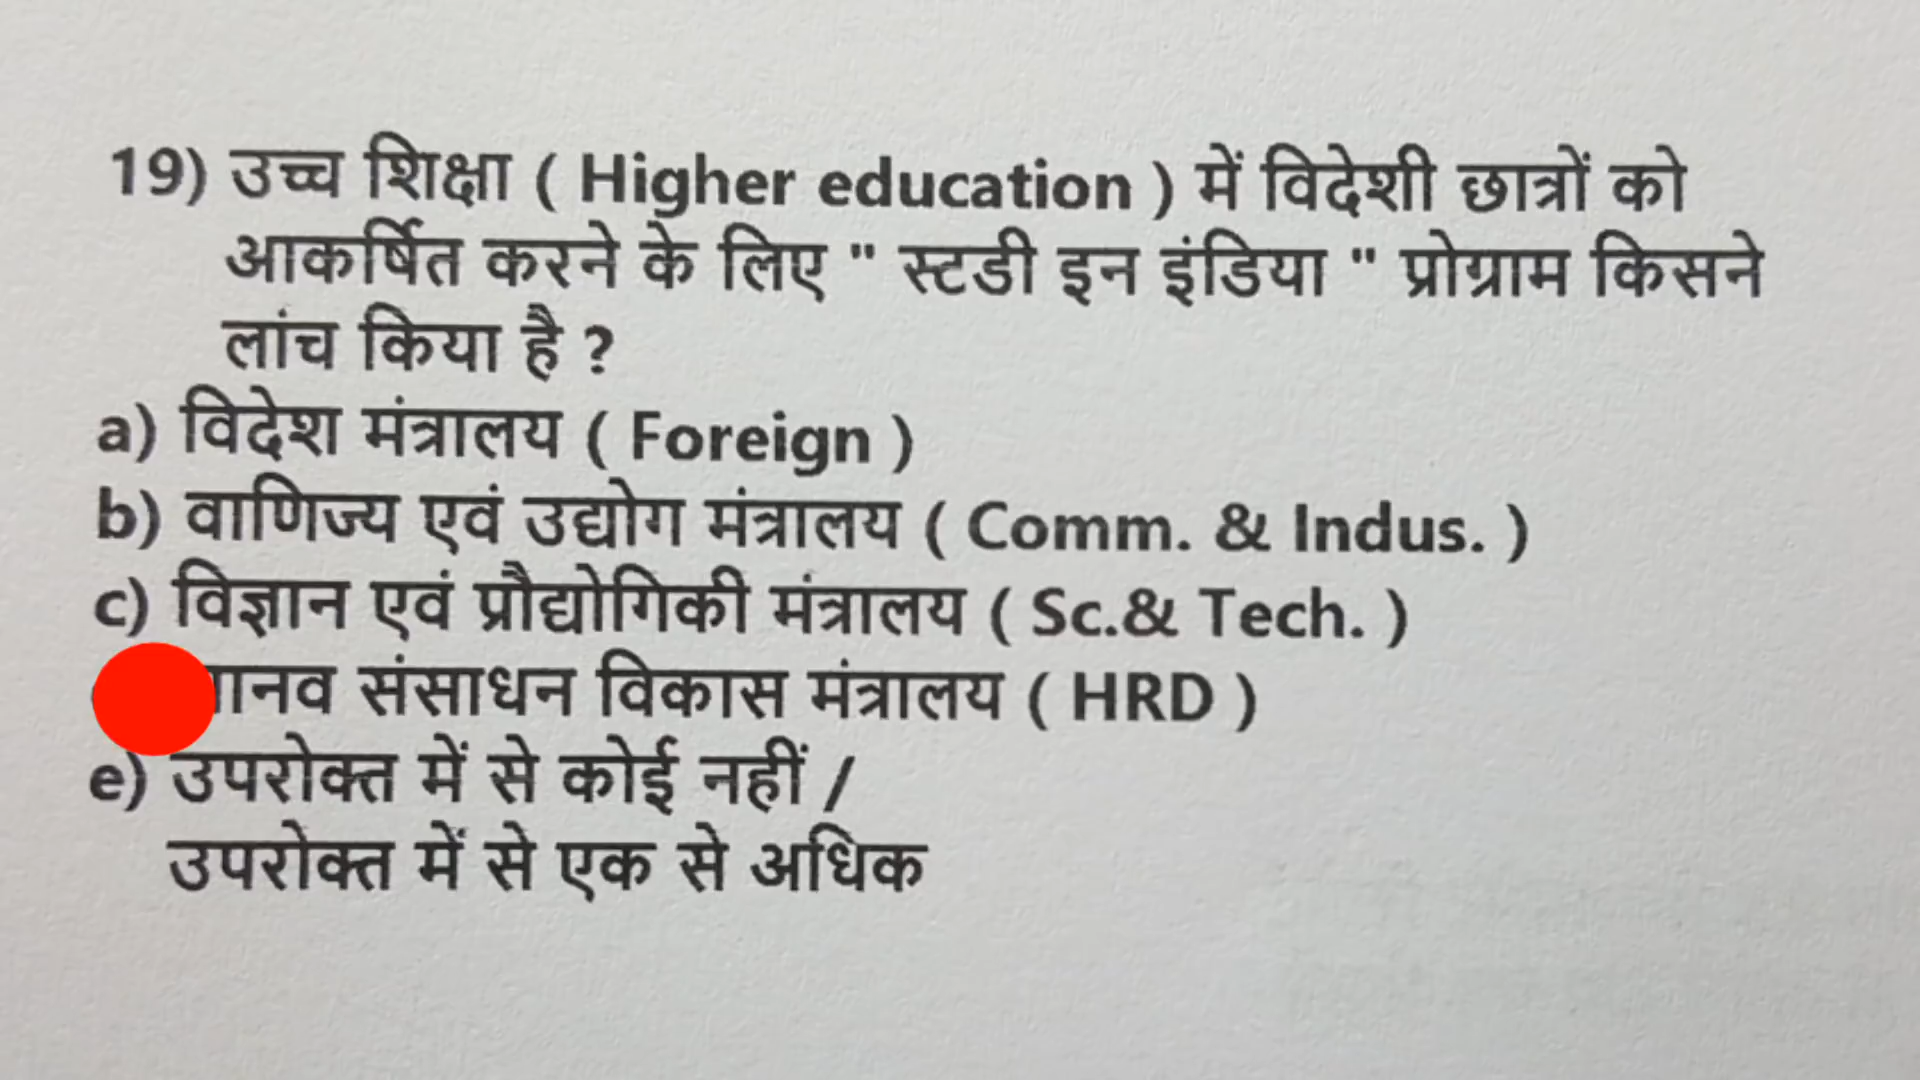 19) उच्च शिक्षा ( Higher education ) में विदेशी छात्रों को
आकर्षित करने के लिए " स्टडी इन इंडिया " प्रोग्राम किसने
लांच किया है ?
a) विदेश मंत्रालय ( Foreign )
b) वाणिज्य एवं उद्योग मंत्रालय ( Comm. & Indus. )
c) विज्ञान एवं प्रौद्योगिकी मंत्रालय ( Sc.& Tech. )
संसाधन विकास मंत्रालय ( HRD )
e) उपरोक्त में से कोई नहीं /
उपरोक्त में से एक से अधिक